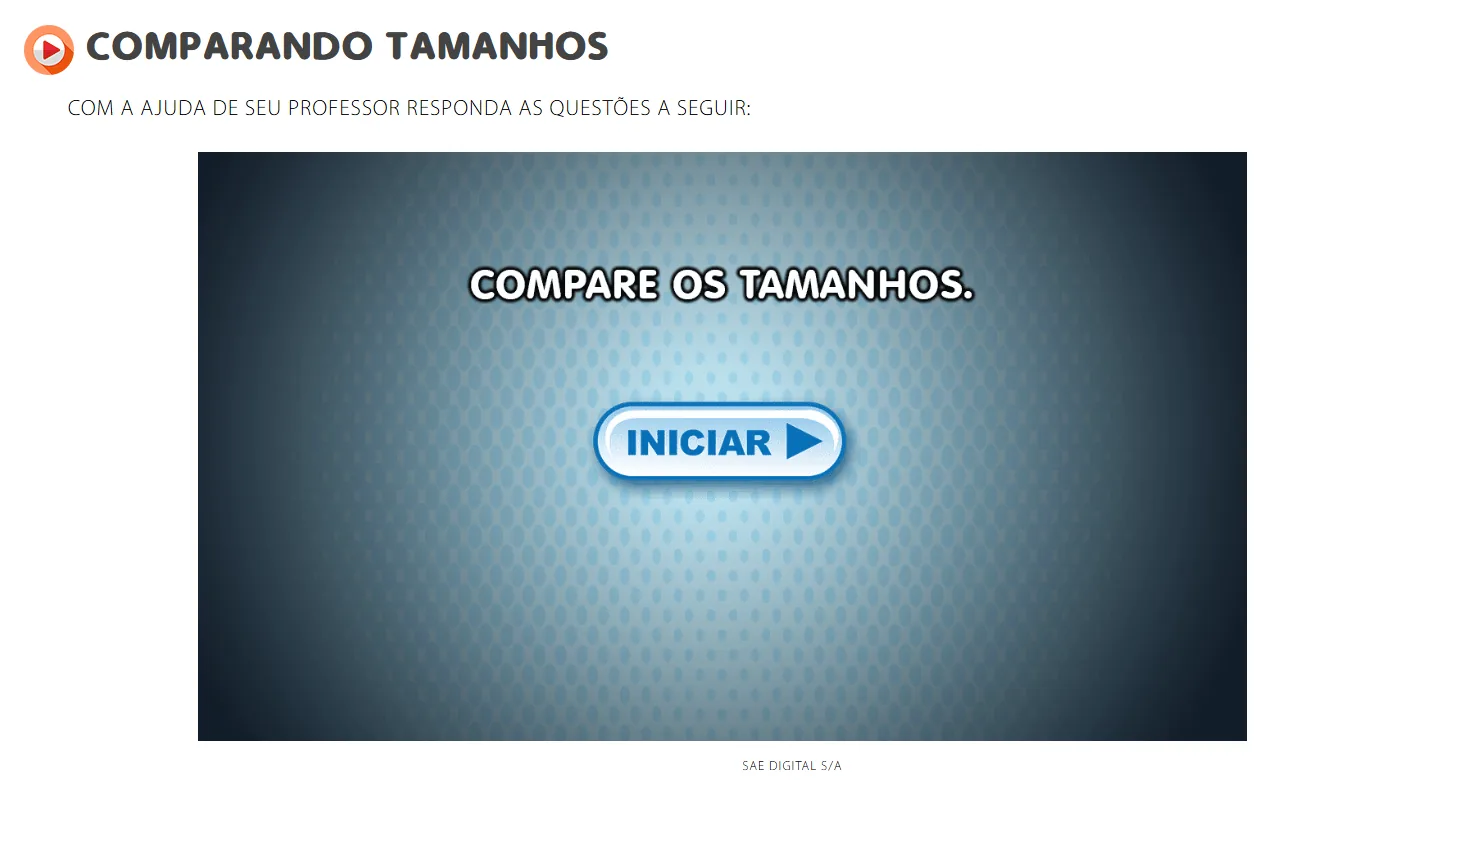 COMPARANDO TAMANHOS
COM A AJUDA DE SEU PROFESSOR RESPONDA AS QUESTÕES A SEGUIR:
COMPARE OS TAMANHOS.
INICIAR
SAE DIGITAL S/A